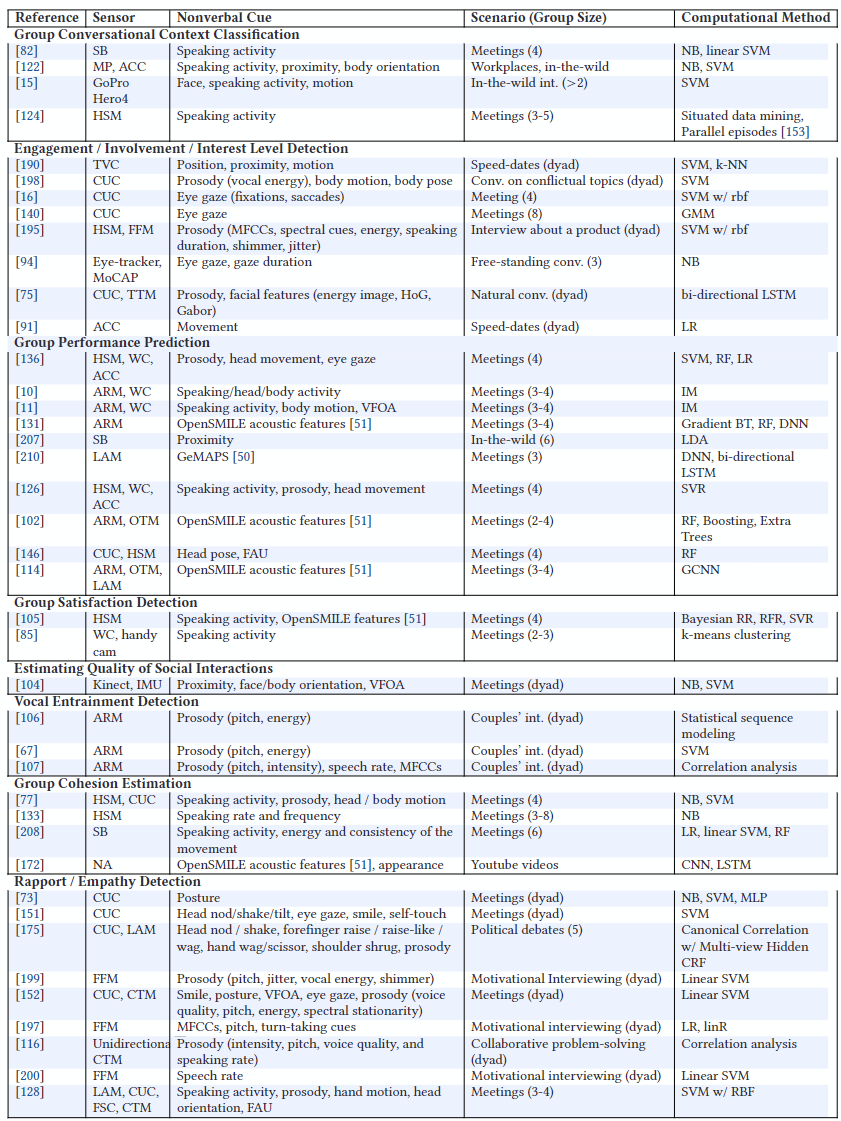 Reference Sensor Nonverbal Cue Scenario (Group Size) Computational Method
Group Conversational Context Classification
[82] SB Speaking activity Meetings (4) NB, linear SVM
[122] MP, ACC Speaking activity, proximity, body orientation Workplaces, in-the-wild NB, SVM
[15] GoPro Face, speaking activity, motion In-the-wild int. (>2) SVM
Hero4
[124] HSM Speaking activity Meetings (3-5) Situated data mining,
Parallel episodes [153]
Engagement / Involvement / Interest Level Detection
[190] TVC Position, proximity, motion Speed-dates (dyad) SVM, k-NN
[198] CUC Prosody (vocal energy), body motion, body pose Conv. on conflictual topics (dyad) SVM
[16] CUC Eye gaze (fixations, saccades) Meeting (4) SVM w/ rbf
[140] CUC Eye gaze Meetings (8) GMM
[195] HSM, FFM Prosody (MFCCs, spectral cues, energy, speaking Interview about a product (dyad) SVM w/ rbf
duration, shimmer, jitter)
[94] Eye-tracker, Eye gaze, gaze duration Free-standing conv. (3) NB
MoCAP
[75] CUC, TTM Prosody, facial features (energy image, HoG, Natural conv. (dyad) bi-directional LSTM
Gabor)
[91] ACC Movement Speed-dates (dyad) LR
Group Performance Prediction
[136] HSM, WC, Prosody, head movement, eye gaze Meetings (4) SVM, RF, LR
ACC
[10] ARM, WC Speaking/head/body activity Meetings (3-4) IM
[11] ARM, WC Speaking activity, body motion, VFOA Meetings (3-4) IM
[131] ARM OpenSMILE acoustic features [51] Meetings (3-4) Gradient BT, RF, DNN
[207] SB Proximity In-the-wild (6) LDA
[210] LAM GeMAPS [50] Meetings (3) DNN, bi-directional
LSTM
[126] HSM, WC, Speaking activity, prosody, head movement Meetings (4) SVR
ACC
[102] ARM, OTM OpenSMILE acoustic features [51] Meetings (2-4) RF, Boosting, Extra
Trees
[146] CUC, HSM Head pose, FAU Meetings (4) RF
[114] ARM, OTM, OpenSMILE acoustic features [51] Meetings (3-4) GCNN
LAM
Group Satisfaction Detection
[105] HSM Speaking activity, OpenSMILE features [51] Meetings (4) Bayesian RR, RFR, SVR
[85] WC, handy Speaking activity Meetings (2-3) k-means clustering
cam
Estimating Quality of Social Interactions
[104] Kinect, IMU Proximity, face/body orientation, VFOA Meetings (dyad) NB, SVM
Vocal Entrainment Detection
[106] ARM Prosody (pitch, energy) Couples' int. (dyad) Statistical sequence
modeling
[67] ARM Prosody (pitch, energy) Couples' int. (dyad) SVM
[107] ARM Prosody (pitch, intensity), speech rate, MFCCs Couples' int. (dyad) Correlation analysis
Group Cohesion Estimation
[77] HSM, CUC Speaking activity, prosody, head / body motion Meetings (4) NB, SVM
[133] HSM Speaking rate and frequency Meetings (3-8) NB
[208] SB Speaking activity, energy and consistency of the Meetings (6) LR, linear SVM, RF
movement
[172] NA OpenSMILE acoustic features [51], appearance Youtube videos CNN, LSTM
Rapport / Empathy Detection
[73] CUC Posture Meetings (dyad) NB, SVM, MLP
[151] CUC Head nod/shake/tilt, eye gaze, smile, self-touch Meetings (dyad) SVM
[175] CUC, LAM Head nod / shake, forefinger raise / raise-like / Political debates (5) Canonical Correlation
wag, hand wag/scissor, shoulder shrug, prosody w/ Multi-view Hidden
CRF
[199] FFM Prosody (pitch, jitter, vocal energy, shimmer) Motivational Interviewing (dyad) Linear SVM
[152] CUC, CTM Smile, posture, VFOA, eye gaze, prosody (voice Meetings (dyad) Linear SVM
quality, pitch, energy, spectral stationarity)
[197] FFM MFCCs, pitch, turn-taking cues Motivational interviewing (dyad) LR, linR
[116] Unidirectiona Prosody (intensity, pitch, voice quality, and Collaborative problem-solving Correlation analysis
CTM speaking rate) (dyad)
[200] FFM Speech rate Motivational interviewing (dyad) Linear SVM
[128] LAM, CUC, Speaking activity, prosody, hand motion, head Meetings (3-4) SVM w/ RBF
FSC, CTM orientation, FAU